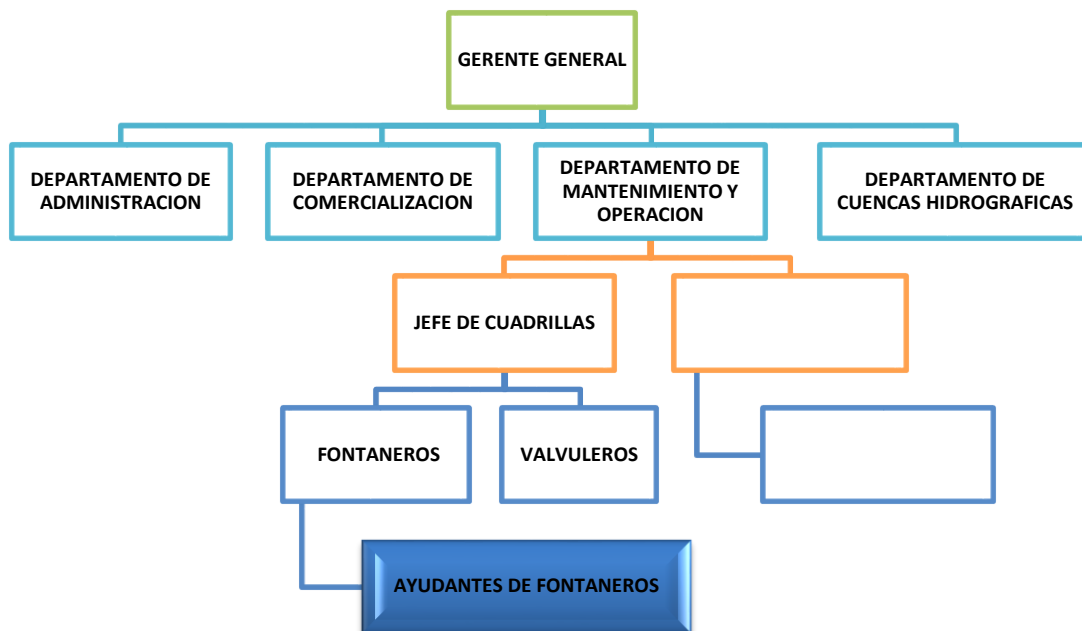 GERENTE GENERAL
DEPARTAMENTO DE
ADMINISTRACION
DEPARTAMENTO DE
COMERCIALIZACION
DEPARTAMENTO DE
MANTENIMIENTO Y
OPERACION
DEPARTAMENTO DE
CUENCAS HIDROGRAFICAS
JEFE DE CUADRILLAS
FONTANEROS
VALVULEROS
AYUDANTES DE FONTANEROS